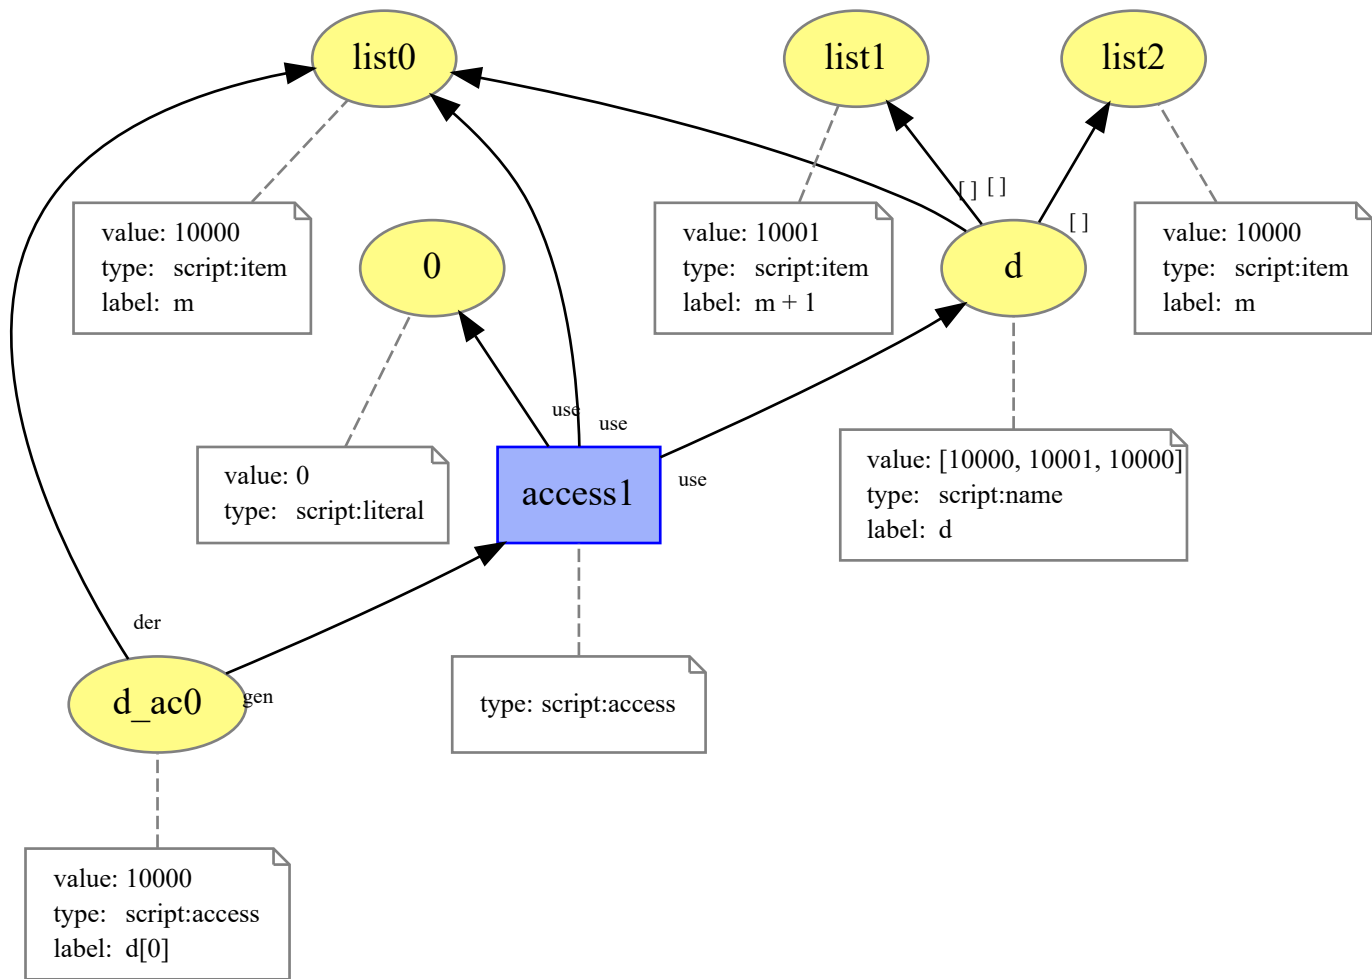 list0
list1
list2
[ ]
[ ]
[ ]
value: 10000
type: script:item
label: m
0
value: 10001
type: script:item
label: m + 1
d
value: 10000
type: script:item
label: m
use
use
use
value: 0
type: script:literal
access1
value: [10000, 10001, 10000]
type: script:name
label: d
der
gen
d_ac0
type: script:access
value: 10000
type: script:access
label: d[0]